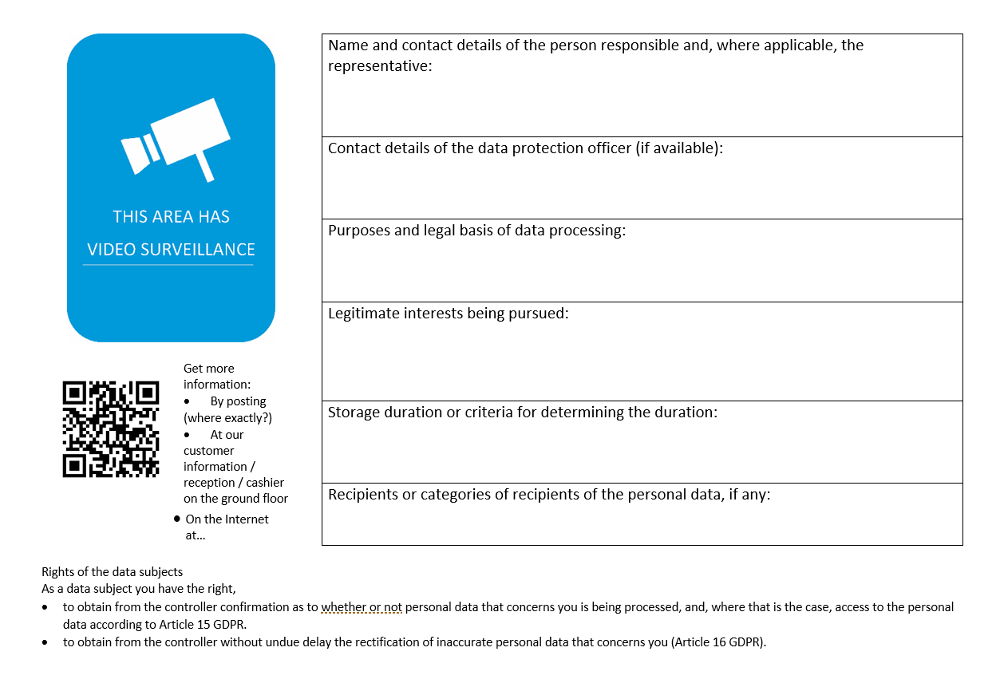 THIS AREA HAS
VIDEO SURVEILLANCE
Get more
information:
• By posting
(where exactly?)
• At our
customer
information /
reception / cashier
on the ground floor
• On the Internet
at...
Name and contact details of the person responsible and, where applicable, the
representative:
Contact details of the data protection officer (if available):
Purposes and legal basis of data processing:
Legitimate interests being pursued:
Storage duration or criteria for determining the duration:
Recipients or categories of recipients of the personal data, if any:
Rights of the data subjects
As a data subject you have the right,
• to obtain from the controller confirmation as to whether or not personal data that concerns you is being processed, and, where that is the case, access to the personal
data according to Article 15 GDPR.
• to obtain from the controller without undue delay the rectification of inaccurate personal data that concerns you (Article 16 GDPR).